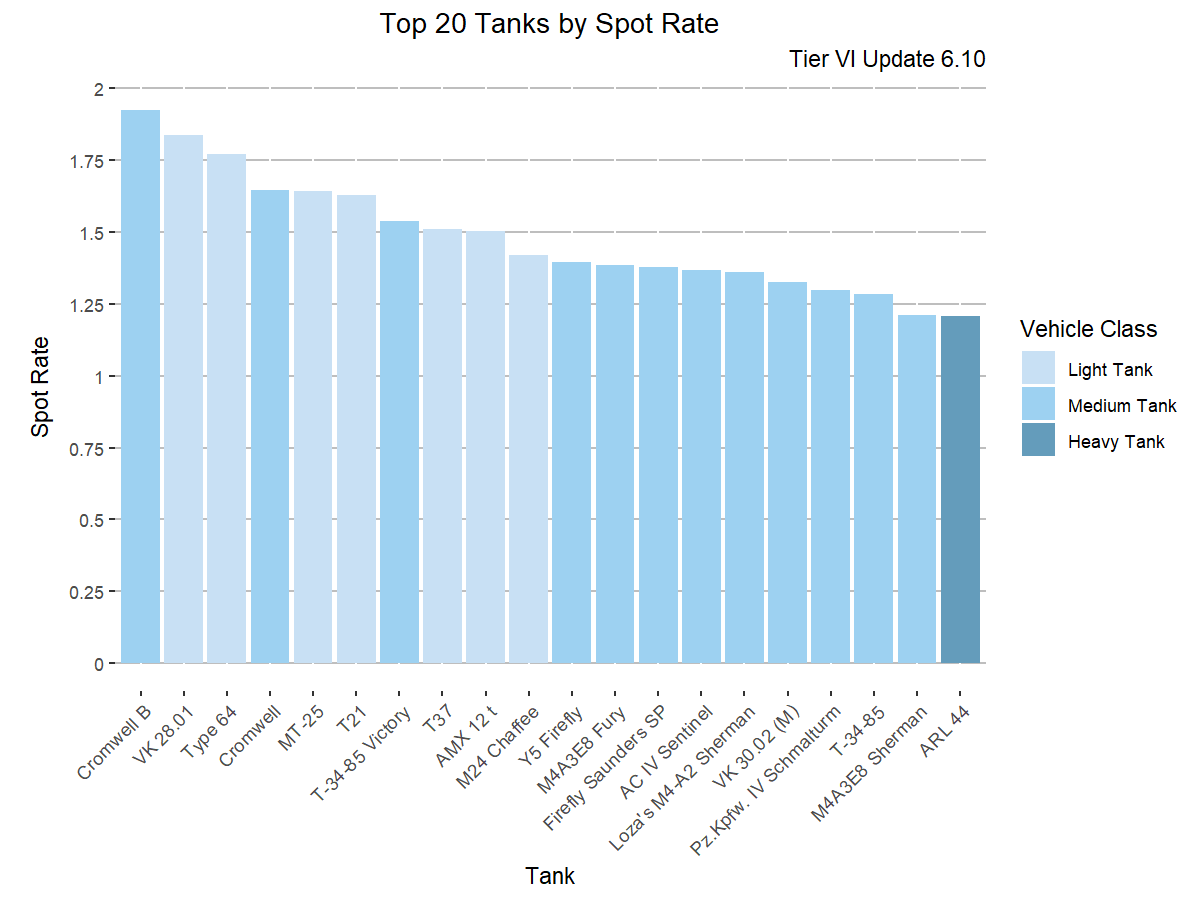 Top 20 Tanks by Spot Rate
Tier VI Update 6.10
2
1.75
1.5
1.25
1
0.75
0.5
0.25
0
Spot Rate
Cromwell B
VK 28.01
Type 64
Cromwell
MT-25
T21
T-34-85 Victory
T37
AMX 12 t
M24 Chaffee
Y5 Firefly
M4A3E8 Fury
Firefly Saunders SP
AC IV Sentinel
Loza's M4-A2 Sherman
VK 30.02 (M)
Pz.Kpfw. IV Schmalturm
T-34-85
M4A3E8 Sherman
ARL 44
Tank
Vehicle Class
Light Tank
Medium Tank
Heavy Tank